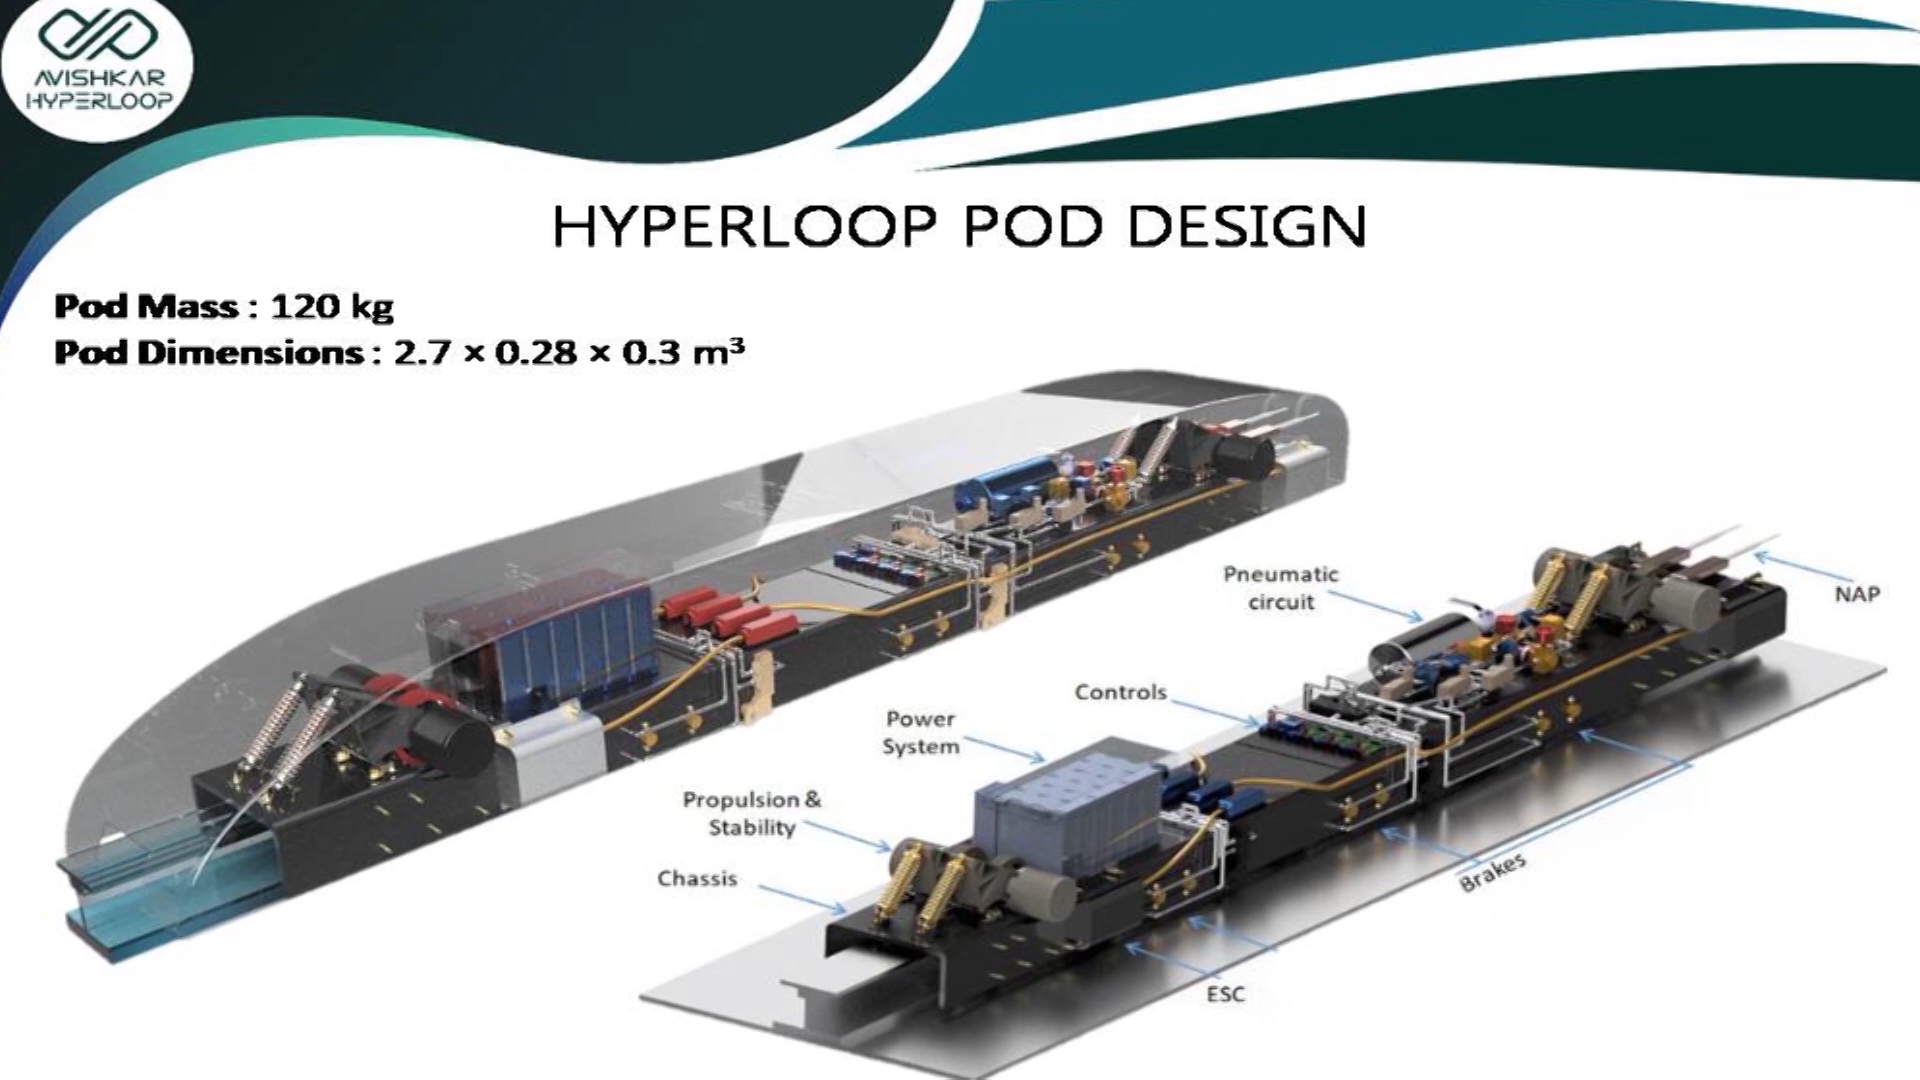 AVISHKAR
HYPERLOOP
HYPERLOOP POD DESIGN
Pod Mass : 120 kg
Pod Dimensions : 2.7 × 0.28 × 0.3 m³
Pneumatic
circuit
NAP
Controls
Power
System
Propulsion &
Stability
Chassis
Brakes
ESC